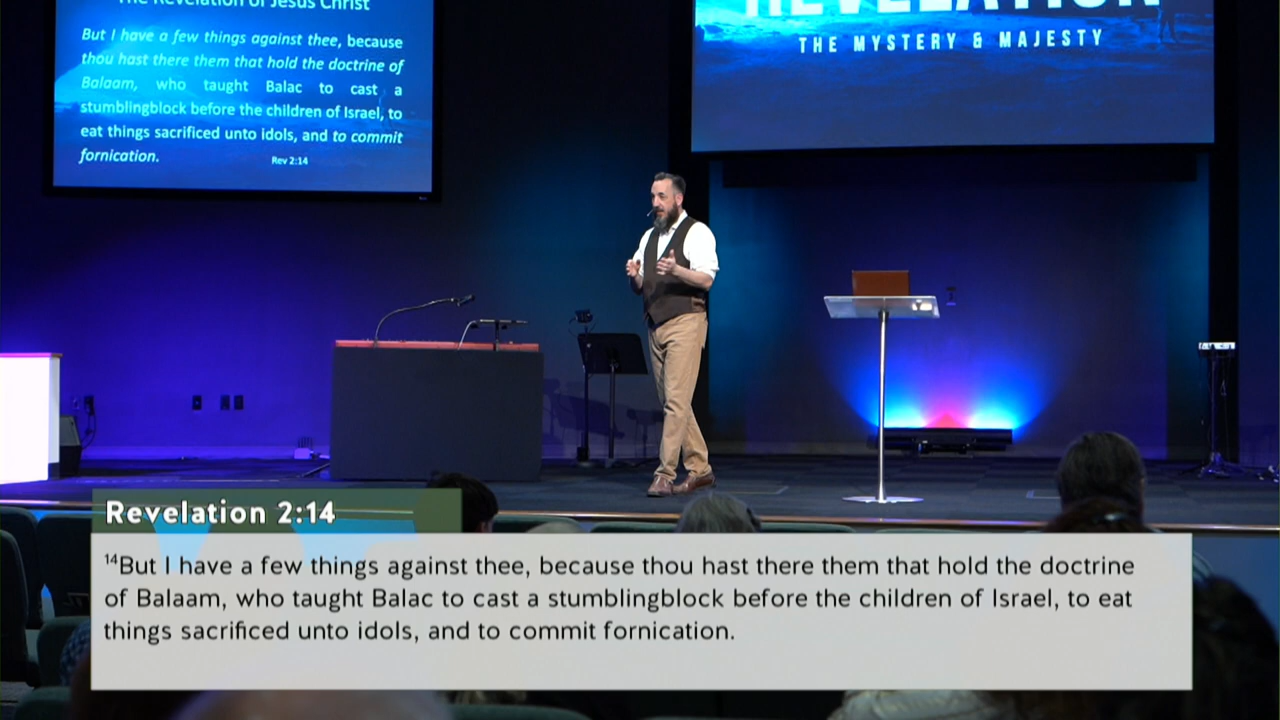 The Revelation of Jesus Christ
But I have a few things against thee, because
thou hast there them that hold the doctrine of
Balaam, who taught Balac to cast a
stumblingblock before the children of Israel, to
eat things sacrificed unto idols, and to commit
fornication.
Rev 2:14
REVELATION
THE MYSTERY & MAJESTY
Revelation 2:14
14But I have a few things against thee, because thou hast there them that hold the doctrine
of Balaam, who taught Balac to cast a stumblingblock before the children of Israel, to eat
things sacrificed unto idols, and to commit fornication.